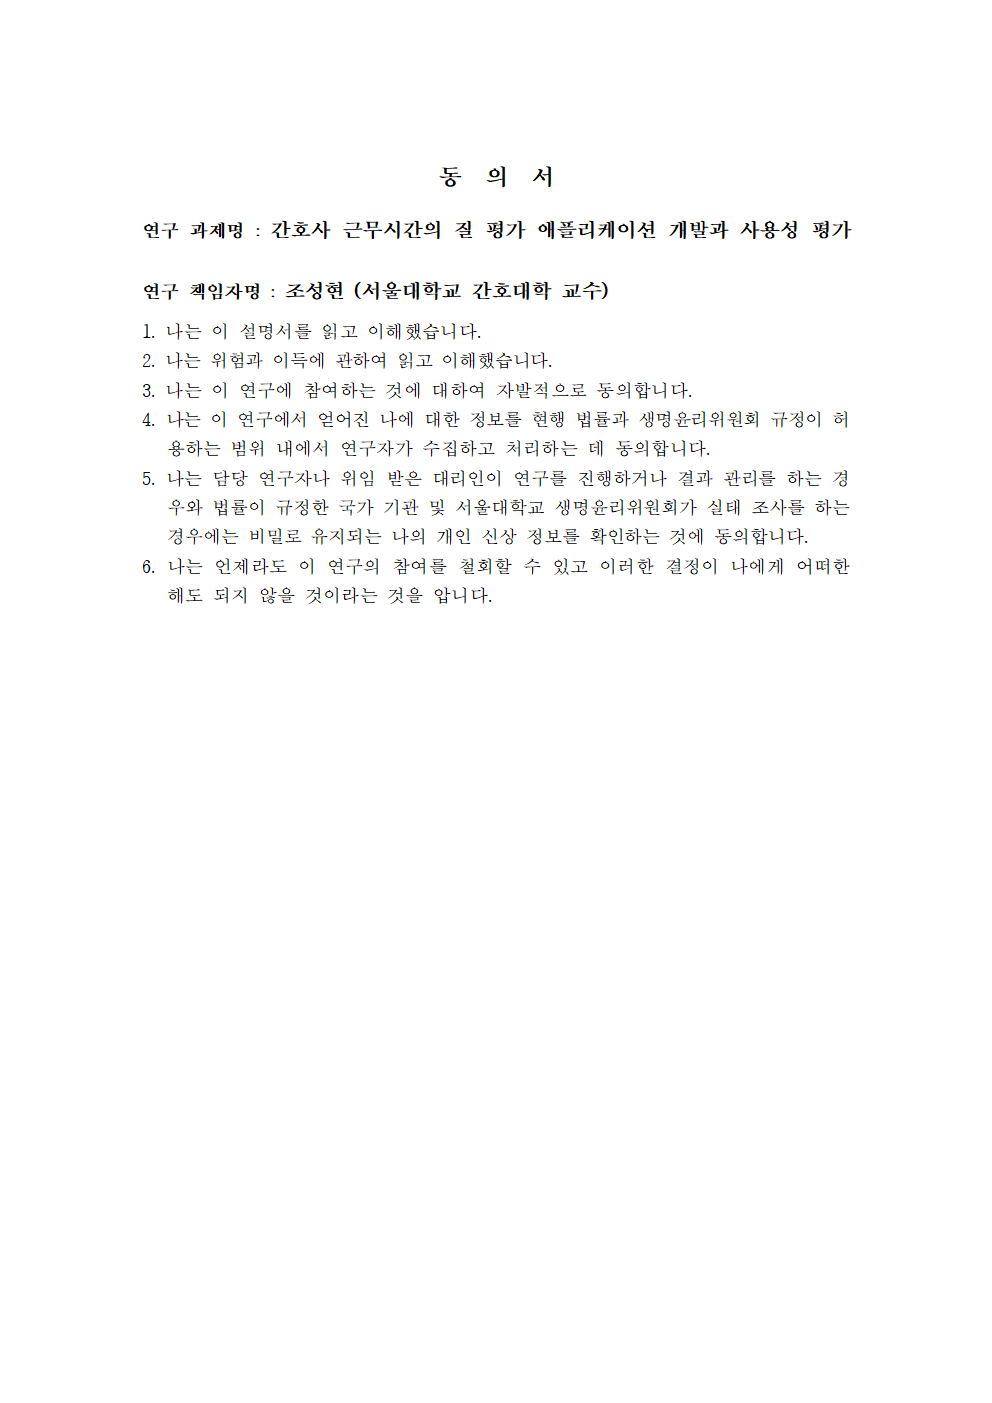 동 의 서
연구 과제명 : 간호사 근무시간의 질 평가 애플리케이션 개발과 사용성 평가
연구 책임자명 : 조성현 (서울대학교 간호대학 교수)
1. 나는 이 설명서를 읽고 이해했습니다.
2. 나는 위험과 이득에 관하여 읽고 이해했습니다.
3. 나는 이 연구에 참여하는 것에 대하여 자발적으로 동의합니다.
4. 나는 이 연구에서 얻어진 나에 대한 정보를 현행 법률과 생명윤리위원회 규정이 허
용하는 범위 내에서 연구자가 수집하고 처리하는 데 동의합니다.
5. 나는 담당 연구자나 위임 받은 대리인이 연구를 진행하거나 결과 관리를 하는 경
우와 법률이 규정한 국가 기관 및 서울대학교 생명윤리위원회가 실태 조사를 하는
경우에는 비밀로 유지되는 나의 개인 신상 정보를 확인하는 것에 동의합니다.
6. 나는 언제라도 이 연구의 참여를 철회할 수 있고 이러한 결정이 나에게 어떠한
해도 되지 않을 것이라는 것을 압니다.